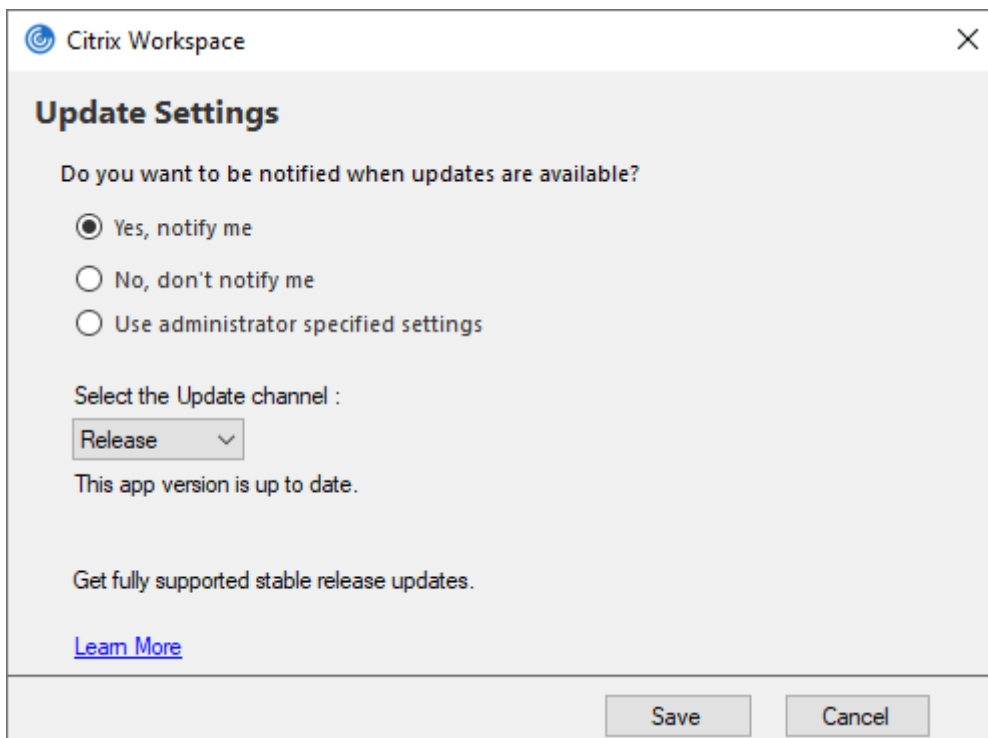 Citrix Workspace
Update Settings
Do you want to be notified when updates are available?
Yes, notify me
No, don't notify me
Use administrator specified settings
Select the Update channel :
Release
This app version is up to date.
Get fully supported stable release updates.
Learn More
Save Cancel